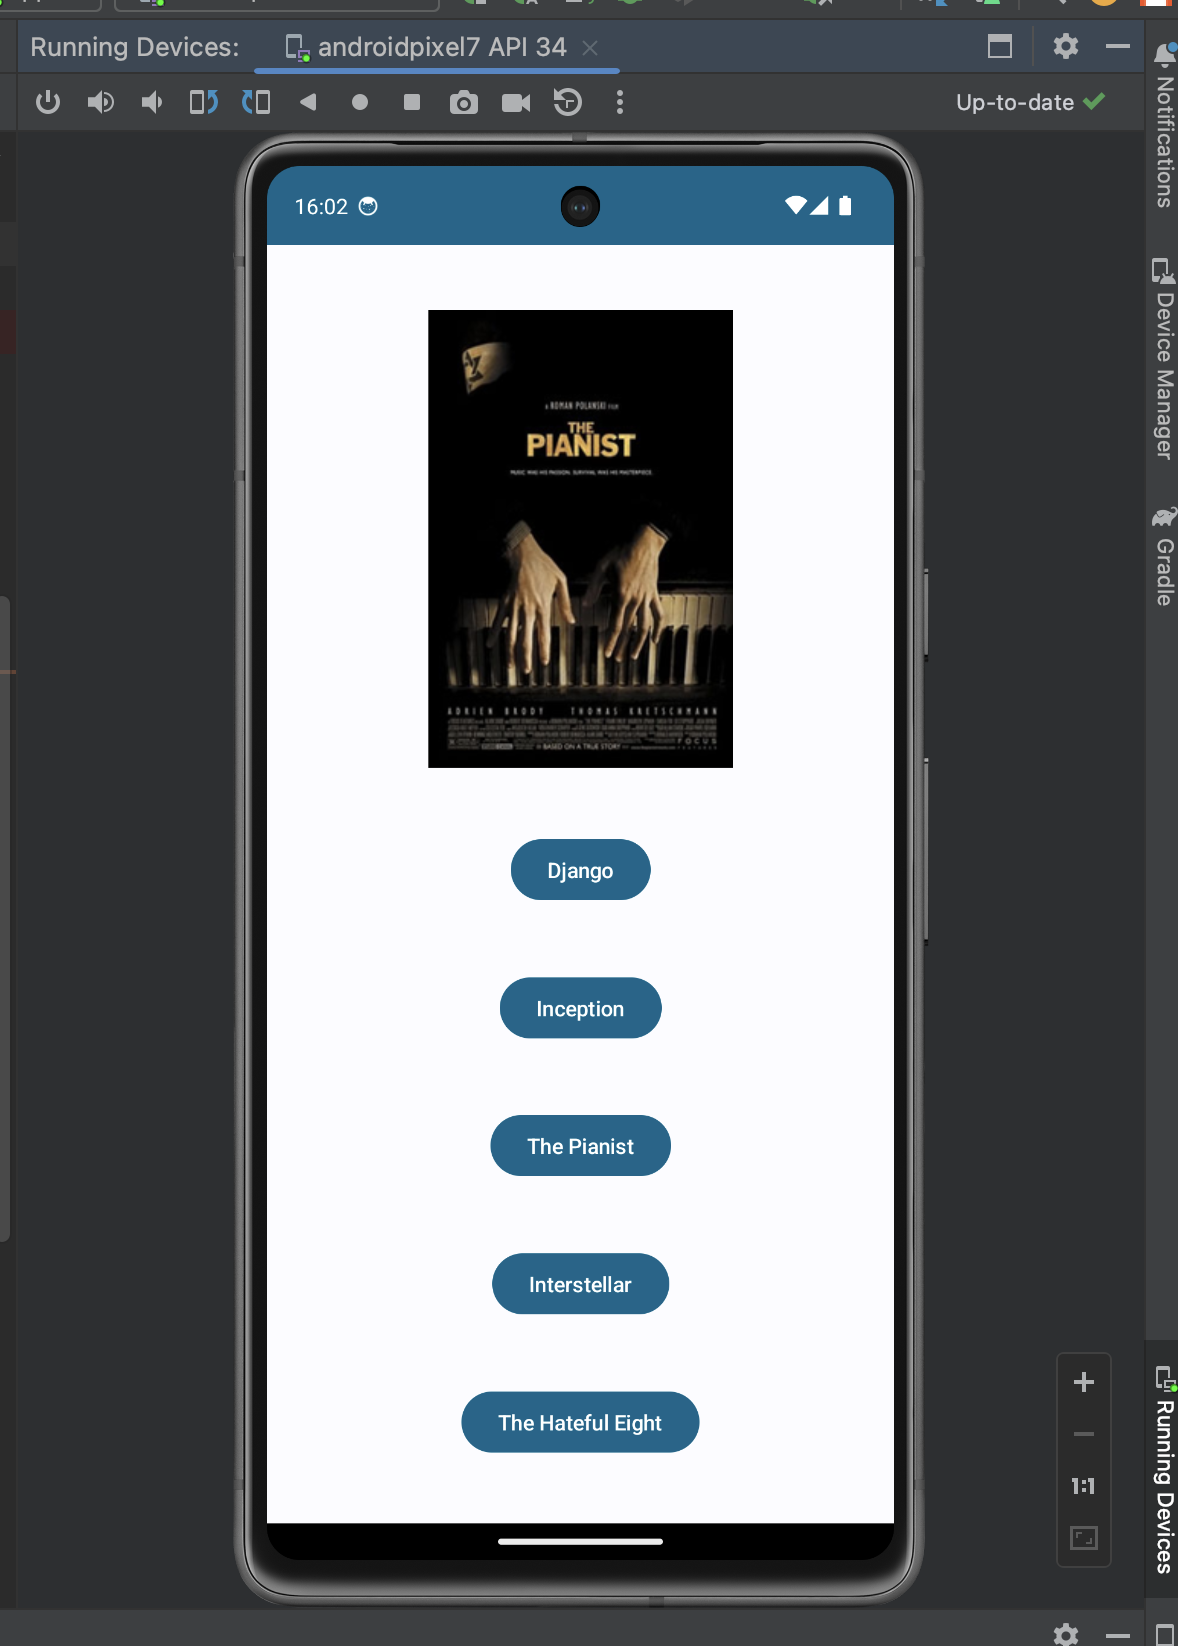 Running Devices:
androidpixel7 API 34
Up-to-date
Notifications
Device Manager
Gradle
16:02
A ROMAN POLANSKI FILM
THE
PIANIST
MUSIC WAS HIS PASSION. SURVIVAL WAS HIS MASTERPIECE.
ADRIEN BRODY THOMAS KRETSCHMANN
FOCUS
BASED ON A TRUE STORY
Django
Inception
The Pianist
Interstellar
The Hateful Eight
1:1
Running Devices